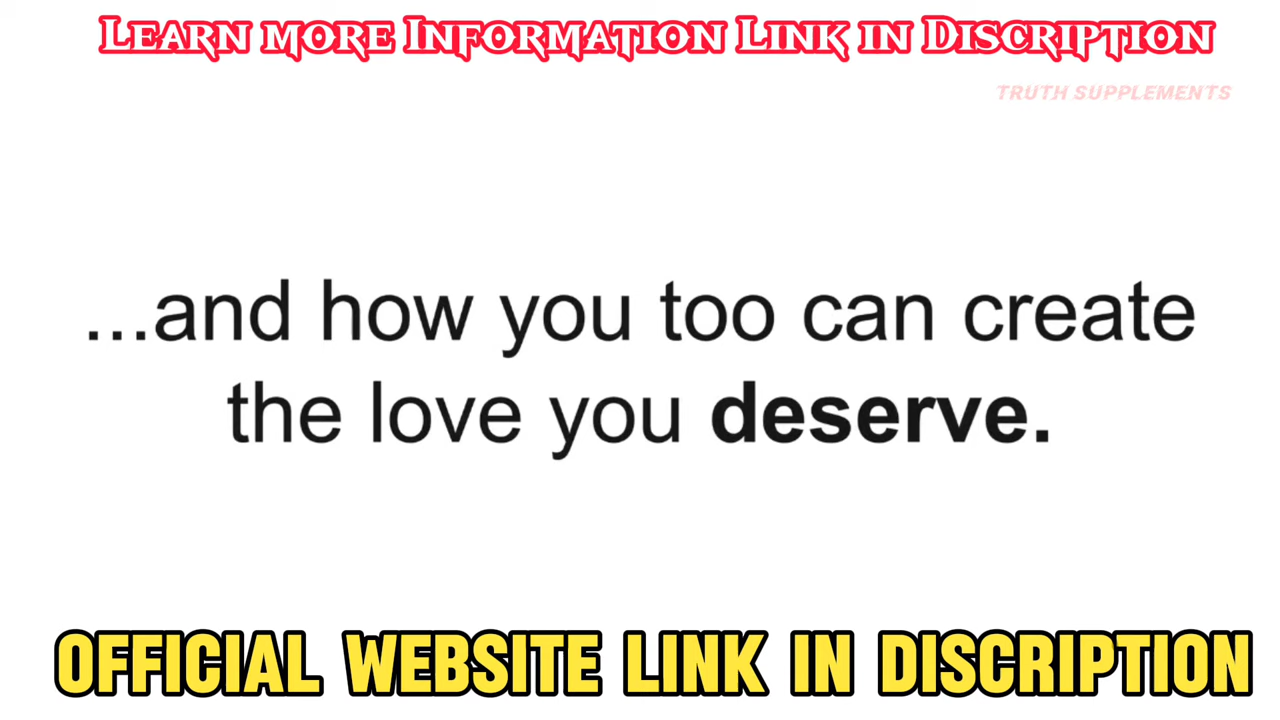 Learn more Information Link in Discription
TRUTH SUPPLEMENTS
...and how you too can create
the love you deserve.
OFFICIAL WEBSITE LINK IN DISCRIPTION